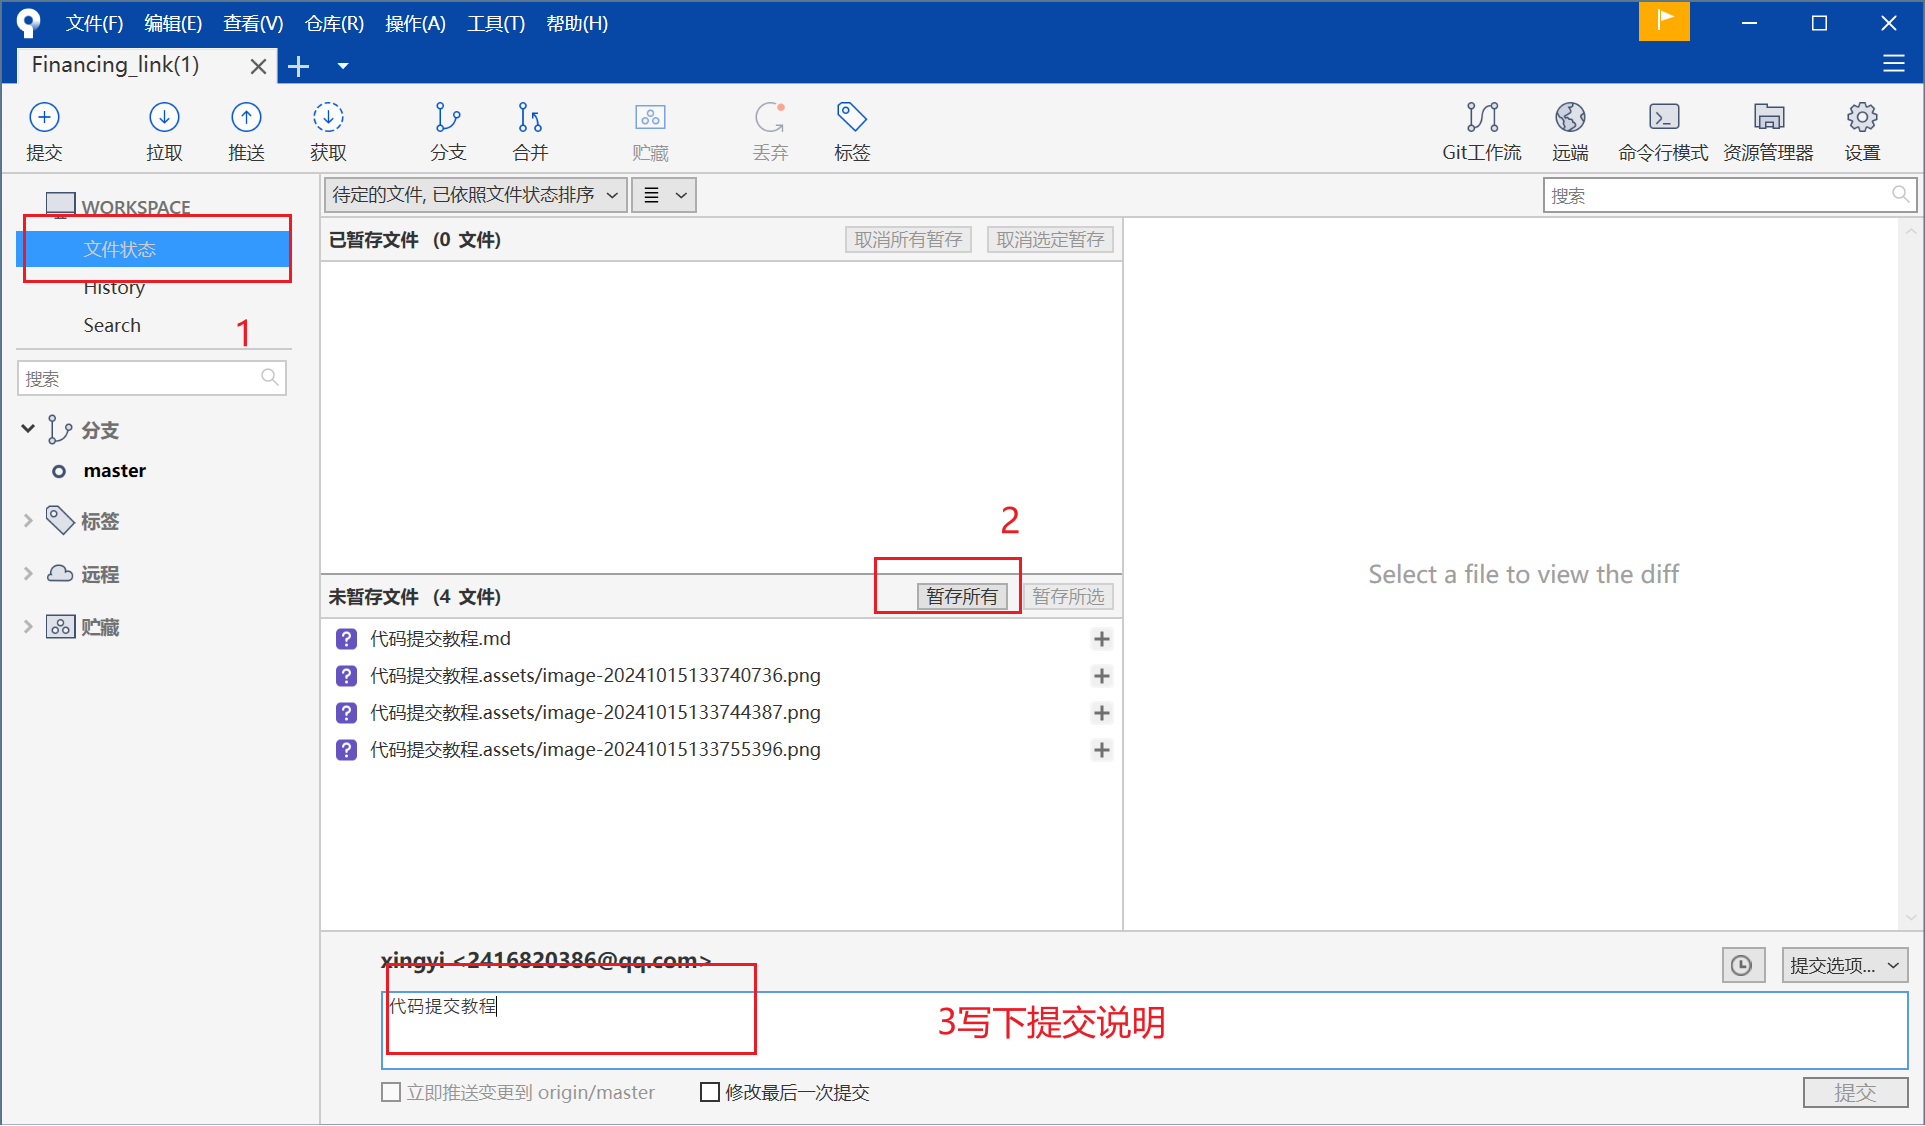 文件(F) 编辑(E) 查看(V) 仓库(R) 操作(A) 工具(T) 帮助(H)
Financing_link(1)
提交 拉取 推送 获取 分支 合并 贮藏 丢弃 标签 Git工作流 远端 命令行模式 资源管理器 设置
WORKSPACE
文件状态
History
Search
1
搜索
分支
master
标签
远程
贮藏
待定的文件, 已依照文件状态排序
搜索
已暂存文件 (0 文件) 取消所有暂存 取消选定暂存
2
未暂存文件 (4 文件) 暂存所有 暂存所选
代码提交教程.md
代码提交教程.assets/image-20241015133740736.png
代码提交教程.assets/image-20241015133744387.png
代码提交教程.assets/image-20241015133755396.png
Select a file to view the diff
xingyi <2416820386@qq.com>
提交选项...
代码提交教程
3写下提交说明
立即推送变更到 origin/master 修改最后一次提交
提交